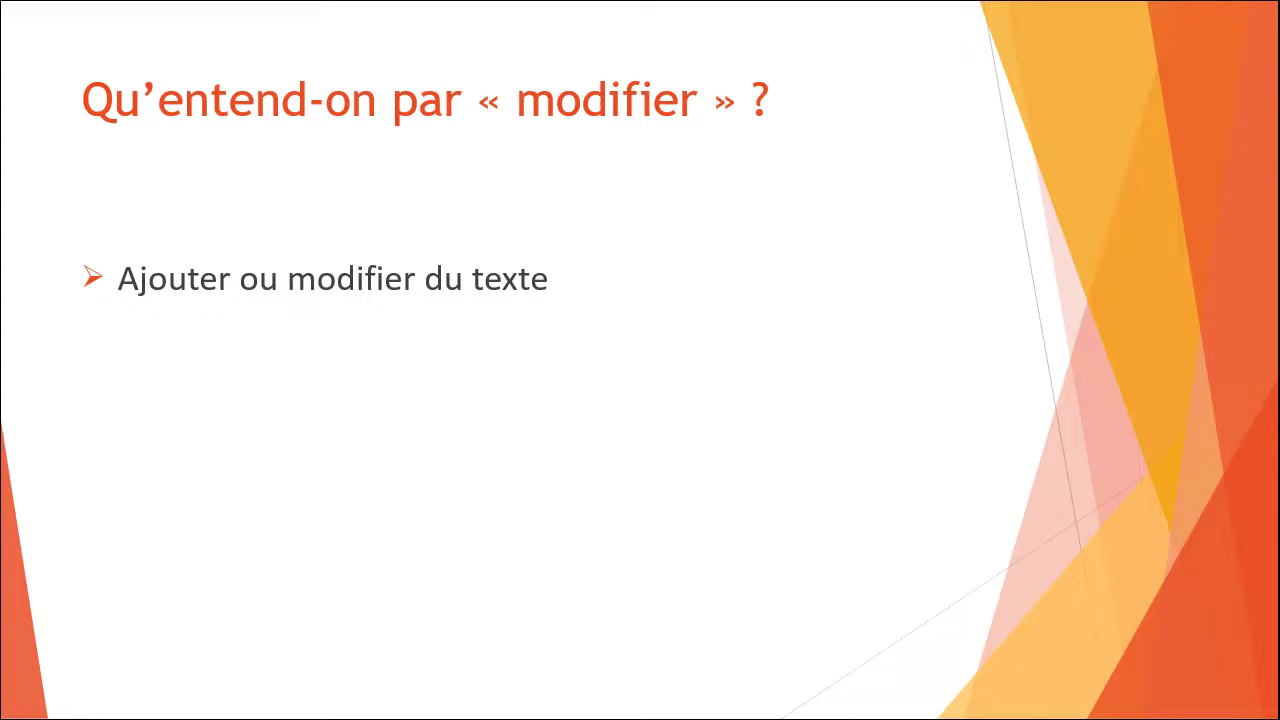 Qu’entend-on par « modifier » ?
Ajouter ou modifier du texte